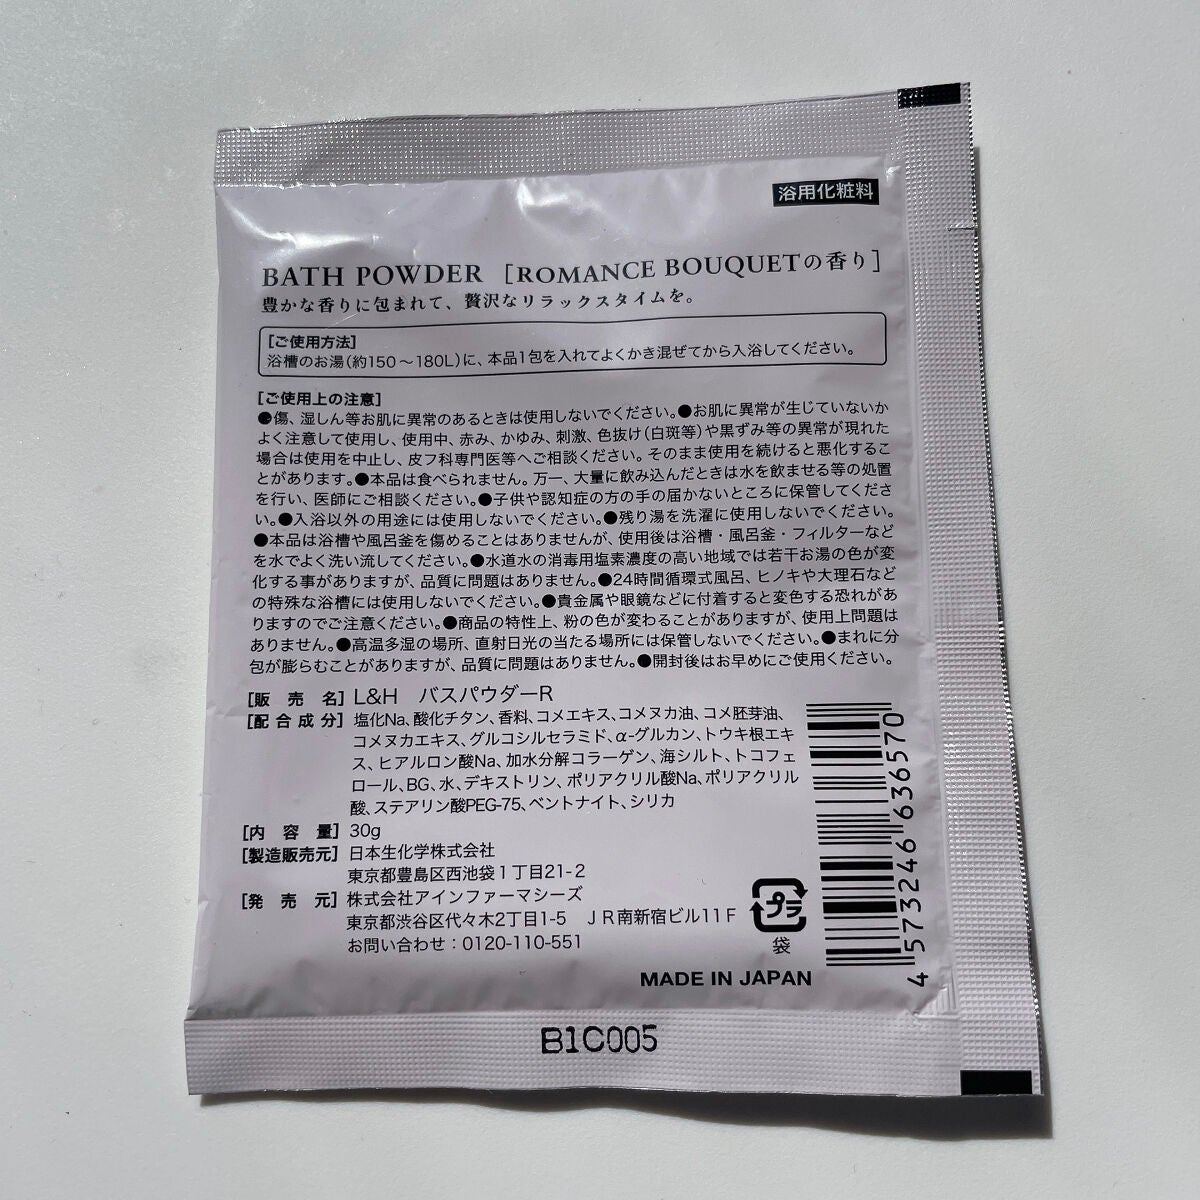 浴用化粧料
BATH POWDER [ROMANCE BOUQUETの香り]
豊かな香りに包まれて、贅沢なリラックスタイムを。
[ご使用方法]
浴槽のお湯(約150～180L)に、本品1包を入れてよくかき混ぜてから入浴してください。
[ご使用上の注意]
●傷、湿しん等お肌に異常のあるときは使用しないでください。●お肌に異常が生じていないか
よく注意して使用し、使用中、赤み、かゆみ、刺激、色抜け(白斑等)や黒ずみ等の異常が現れた
場合は使用を中止し、皮フ科専門医等へご相談ください。そのまま使用を続けると悪化するこ
とがあります。●本品は食べられません。万一、大量に飲み込んだときは水を飲ませる等の処置
を行い、医師にご相談ください。●子供や認知症の方の手の届かないところに保管してくださ
い。●入浴以外の用途には使用しないでください。●残り湯を洗濯に使用しないでください。
●本品は浴槽や風呂釜を傷めることはありませんが、使用後は浴槽・風呂釜・フィルターなど
を水でよく洗い流してください。●水道水の消毒用塩素濃度の高い地域では若干お湯の色が変
化する事がありますが、品質に問題はありません。●24時間循環式風呂、ヒノキや大理石など
の特殊な浴槽には使用しないでください。●貴金属や眼鏡などに付着すると変色する恐れがあ
りますのでご注意ください。●商品の特性上、粉の色が変わることがありますが、使用上問題は
ありません。●高温多湿の場所、直射日光の当たる場所には保管しないでください。●まれに分
包が膨らむことがありますが、品質に問題はありません。●開封後はお早めにご使用ください。
[販売名] L&H バスパウダーR
[配合成分] 塩化Na、酸化チタン、香料、コメエキス、コメヌカ油、コメ胚芽油、
コメヌカエキス、グルコシルセラミド、α-グルカン、トウキ根エキ
ス、ヒアルロン酸Na、加水分解コラーゲン、海シルト、トコフェ
ロール、BG、水、デキストリン、ポリアクリル酸Na、ポリアクリル
酸、ステアリン酸PEG-75、ベントナイト、シリカ
[内容量] 30g
[製造販売元] 日本生化学株式会社
東京都豊島区西池袋1丁目21-2
[発売元] 株式会社アインファーマシーズ
東京都渋谷区代々木2丁目1-5 JR南新宿ビル11F
お問い合わせ：0120-110-551
プラ
袋
MADE IN JAPAN
4 573246 636570
B1C005